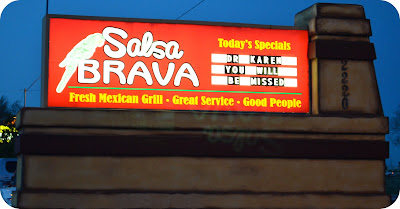 Salsa
BRAVA
Today's Specials
DR KAREN
YOU WILL
BE MISSED
Fresh Mexican Grill · Great Service · Good People